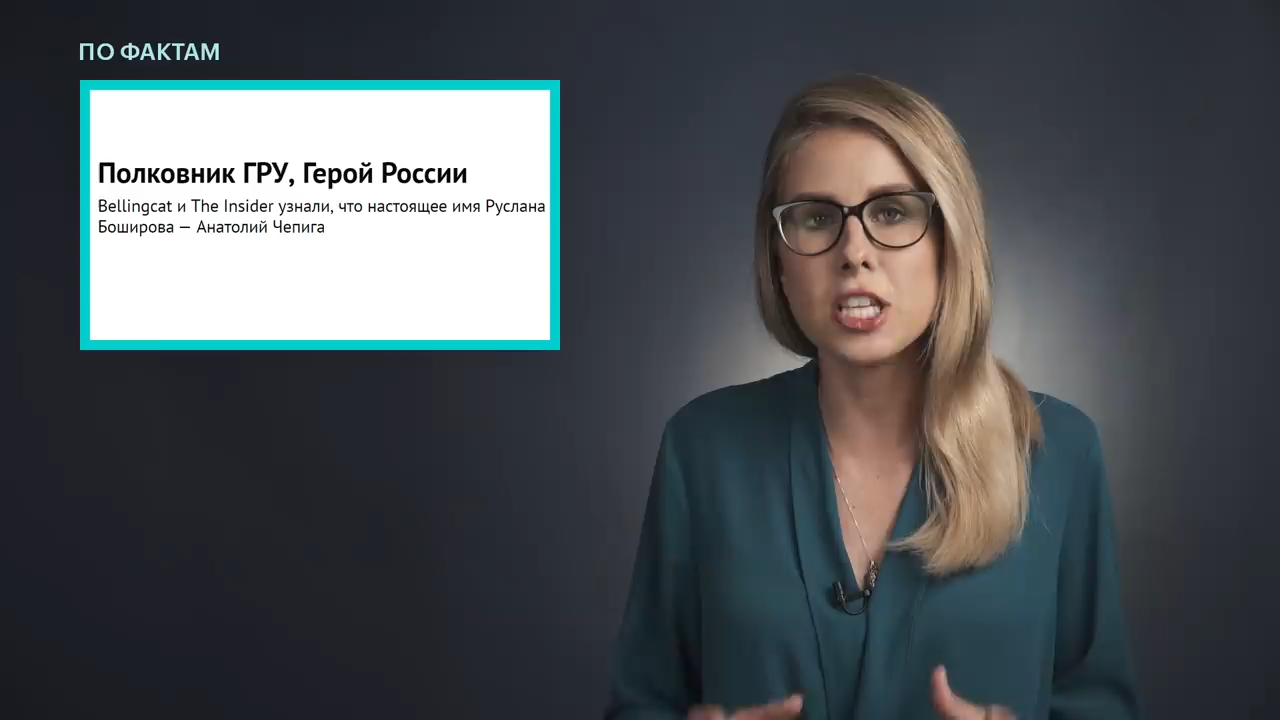 ПО ФАКТАМ
Полковник ГРУ, Герой России
Bellingcat и The Insider узнали, что настоящее имя Руслана
Боширова — Анатолий Чепига